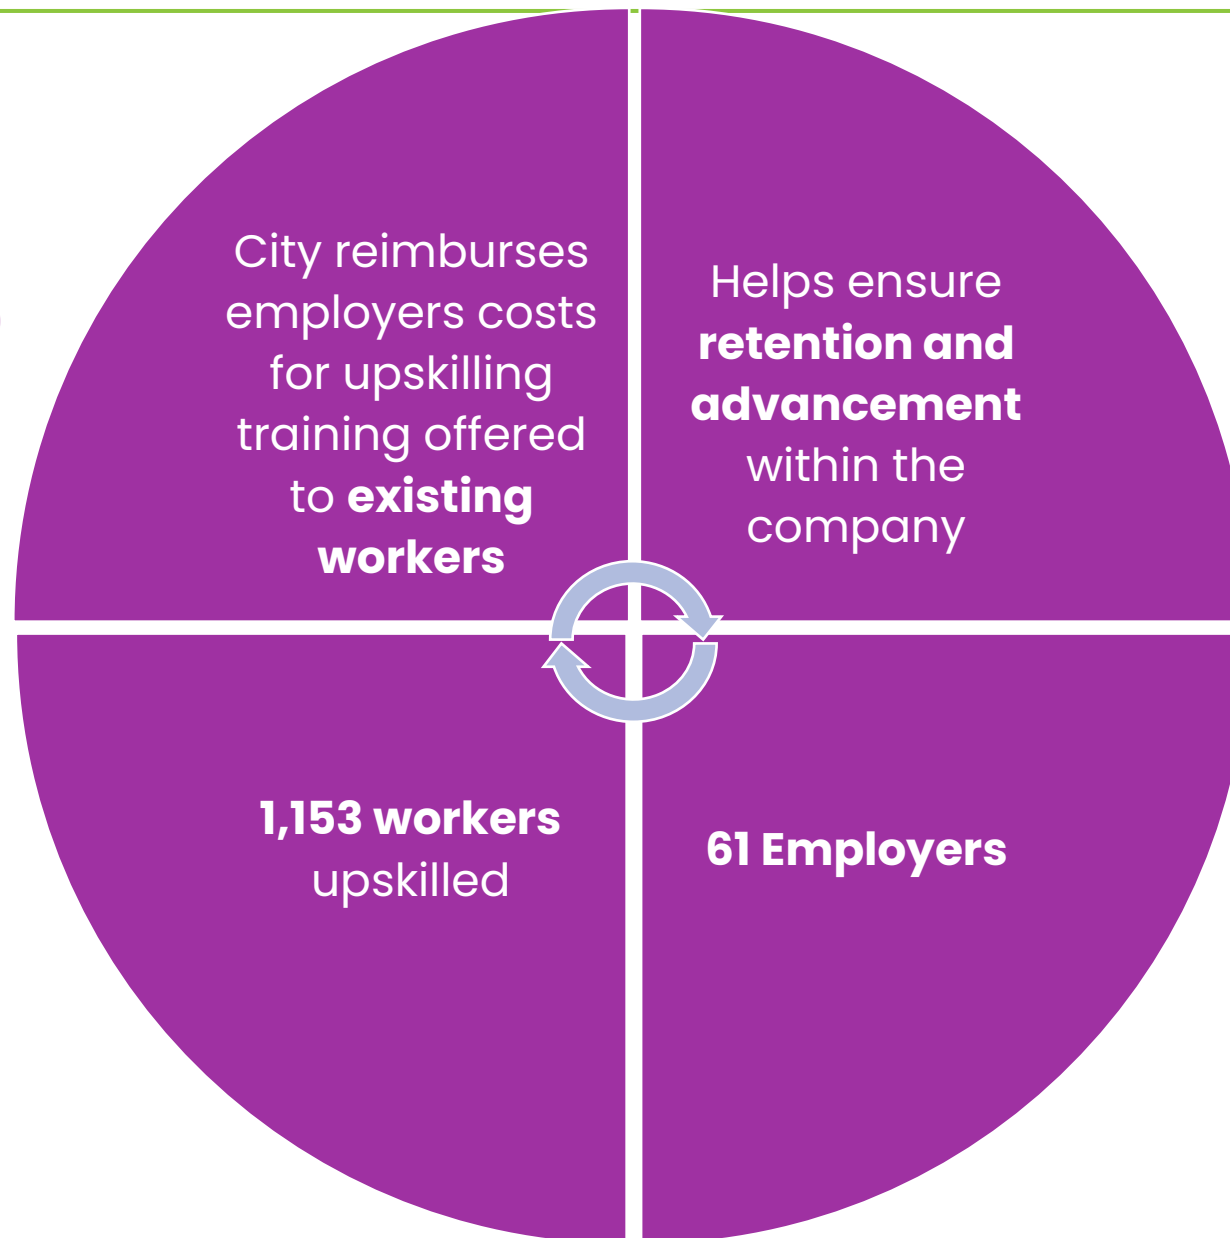 City reimburses
employers costs
for upskilling
training offered
to existing
workers
Helps ensure
retention and
advancement
within the
company
1,153 workers
upskilled
61 Employers